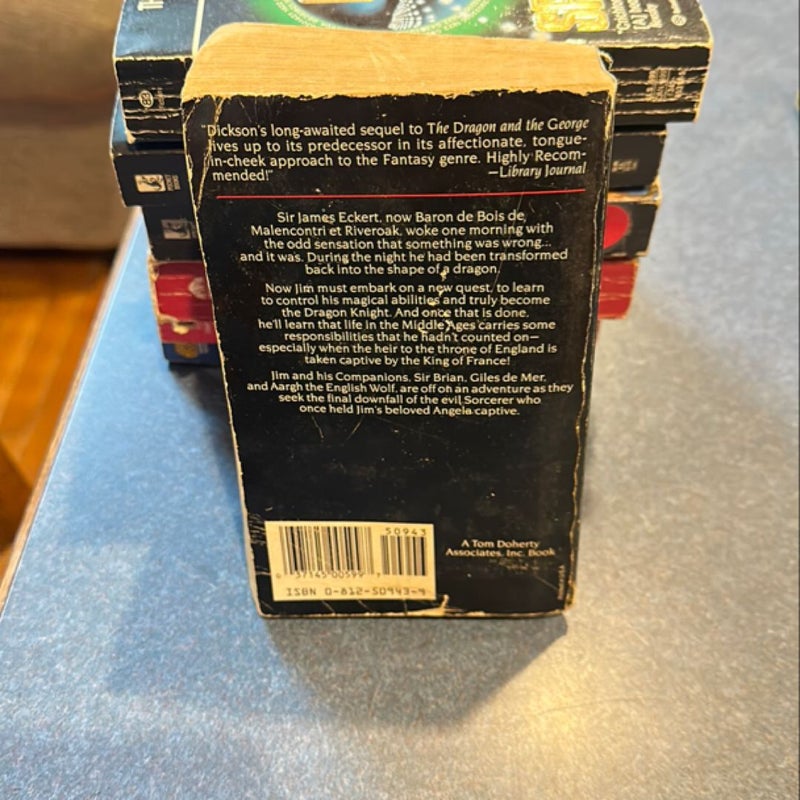 "Dickson's long-awaited sequel to The Dragon and the George
lives up to its predecessor in its affectionate, tongue-
in-cheek approach to the Fantasy genre. Highly Recom-
mended!"
—Library Journal
Sir James Eckert, now Baron de Bois de
Malencontri et Riveroak, woke one morning with
the odd sensation that something was wrong...
and it was. During the night he had been transformed
back into the shape of a dragon.
Now Jim must embark on a new quest, to learn
to control his magical abilities and truly become
the Dragon Knight. And once that is done,
he'll learn that life in the Middle Ages carries some
responsibilities that he hadn't counted on—
especially when the heir to the throne of England is
taken captive by the King of France!
Jim and his Companions, Sir Brian, Giles de Mer,
and Aargh the English Wolf, are off on an adventure as they
seek the final downfall of the evil Sorcerer who
once held Jim's beloved Angela captive.
50943
0 37145 00599 7
ISBN 0-812-50943-9
A Tom Doherty
Associates, Inc. Book